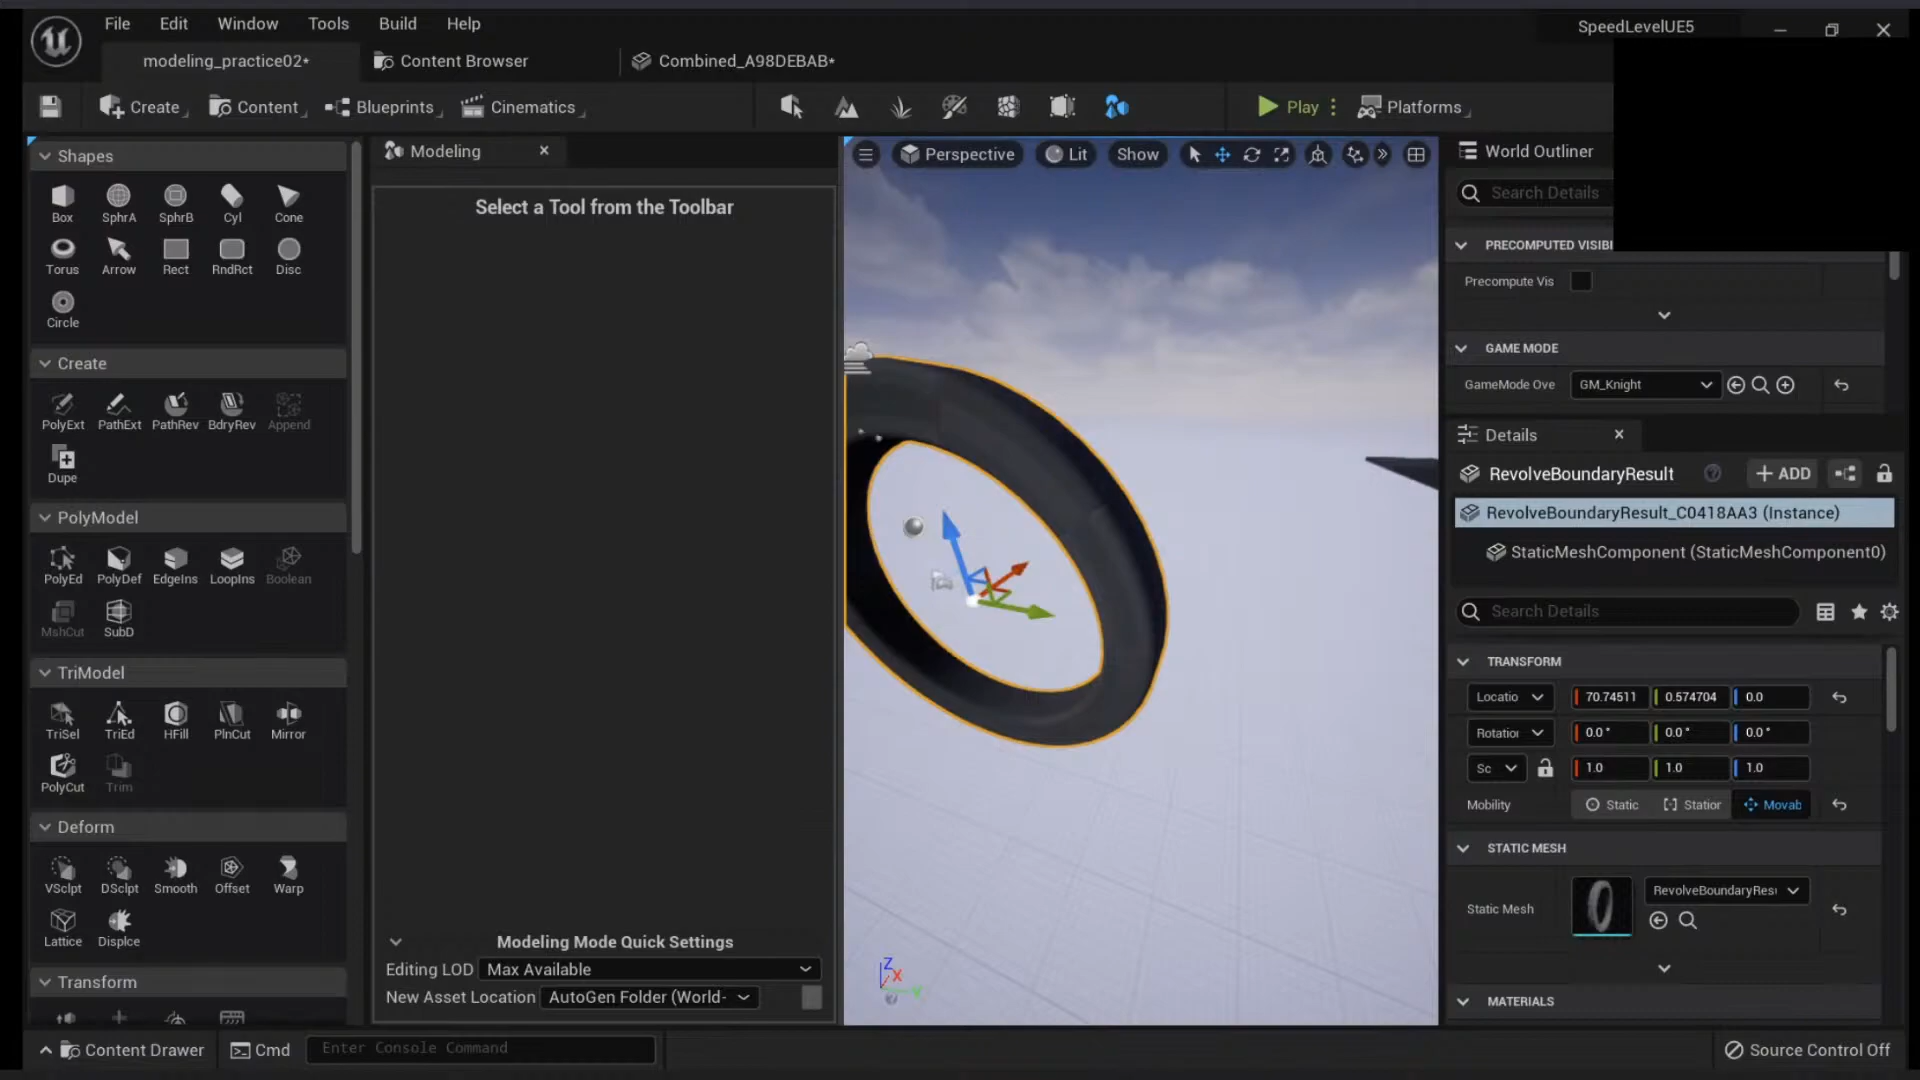 File Edit Window Tools Build Help
SpeedLevelUE5
modeling_practice02*
Content Browser
Combined_A98DEBAB*
Create
Content
Blueprints
Cinematics
Play
Platforms
Shapes
Box
SphrA
SphrB
Cyl
Cone
Torus
Arrow
Rect
RndRct
Disc
Circle
Create
PolyExt
PathExt
PathRev
BdryRev
Append
Dupe
PolyModel
PolyEd
PolyDef
EdgeIns
LoopIns
Boolean
MshCut
SubD
TriModel
TriSel
TriEd
HFill
PlnCut
Mirror
PolyCut
Trim
Deform
VSclpt
DSclpt
Smooth
Offset
Warp
Lattice
Displce
Transform
Modeling
Select a Tool from the Toolbar
Modeling Mode Quick Settings
Editing LOD Max Available
New Asset Location AutoGen Folder (World-
Perspective
Lit
Show
Z
X
Y
World Outliner
Search Details
PRECOMPUTED VISIBI
Precompute Vis
GAME MODE
GameMode Ove GM_Knight
Details
RevolveBoundaryResult
ADD
RevolveBoundaryResult_C0418AA3 (Instance)
StaticMeshComponent (StaticMeshComponent0)
Search Details
TRANSFORM
Locatio 70.74511 0.574704 0.0
Rotatio 0.0° 0.0° 0.0°
Sc 1.0 1.0 1.0
Mobility Static Station Movab
STATIC MESH
Static Mesh RevolveBoundaryResu
MATERIALS
Content Drawer
Cmd
Enter Console Command
Source Control Off